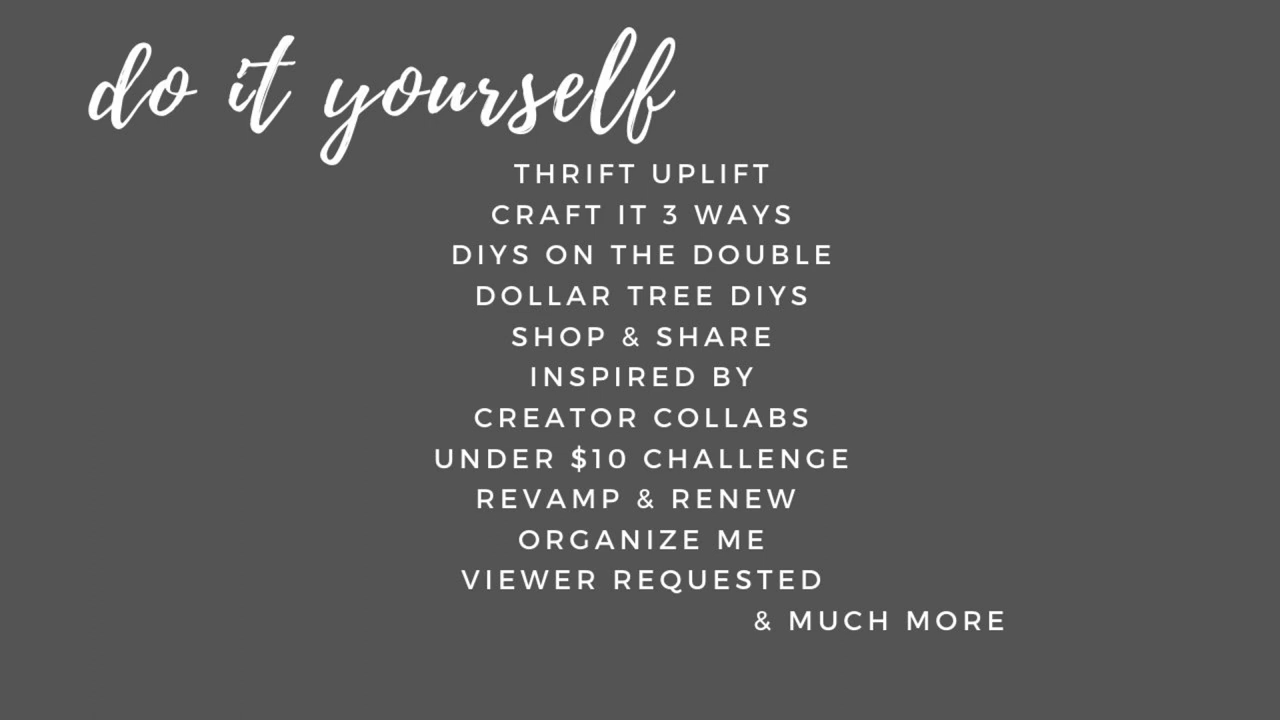 do it yourself
THRIFT UPLIFT
CRAFT IT 3 WAYS
DIYS ON THE DOUBLE
DOLLAR TREE DIYS
SHOP & SHARE
INSPIRED BY
CREATOR COLLABS
UNDER $10 CHALLENGE
REVAMP & RENEW
ORGANIZE ME
VIEWER REQUESTED
& MUCH MORE